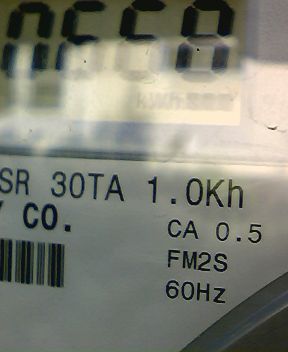 kWh
SR 30TA 1.0Kh
Y CO.
CA 0.5
FM2S
60Hz